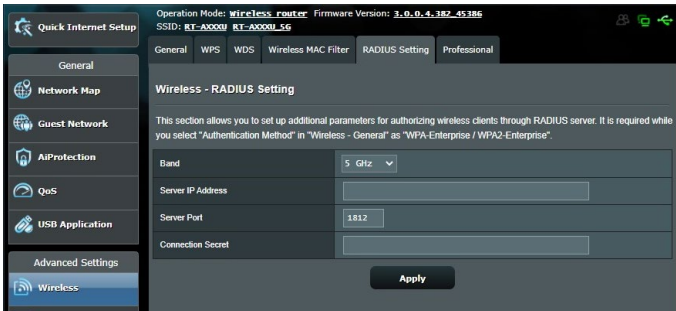 Quick Internet Setup
General
Network Map
Guest Network
AiProtection
QoS
USB Application
Advanced Settings
Wireless
Operation Mode: Wireless router Firmware Version: 3.0.0.4.382_45386
SSID: RT-AXXXU RT-AXXXU_5G
General WPS WDS Wireless MAC Filter RADIUS Setting Professional
Wireless - RADIUS Setting
This section allows you to set up additional parameters for authorizing wireless clients through RADIUS server. It is required while
you select "Authentication Method" in "Wireless - General" as "WPA-Enterprise / WPA2-Enterprise".
Band 5 GHz
Server IP Address
Server Port 1812
Connection Secret
Apply